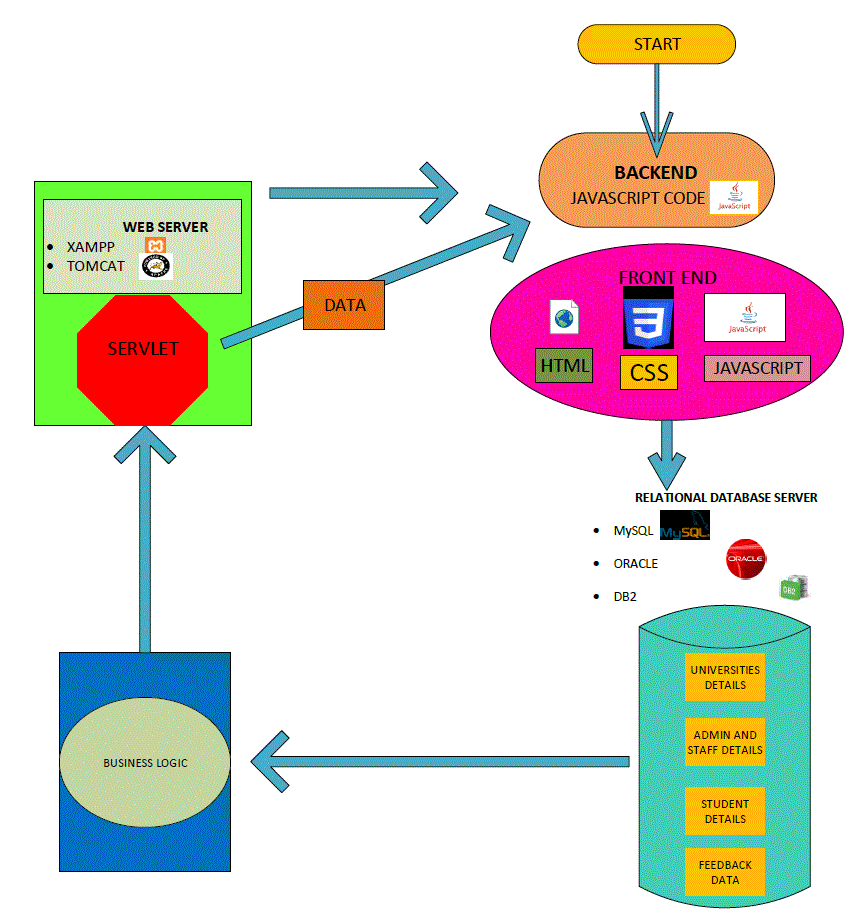 START
BACKEND
JAVASCRIPT CODE
JavaScript
WEB SERVER
• XAMPP
• TOMCAT
SERVLET
DATA
FRONT END
JavaScript
HTML
CSS
JAVASCRIPT
RELATIONAL DATABASE SERVER
• MySQL
MySQL
• ORACLE
ORACLE
• DB2
DB2
UNIVERSITIES
DETAILS
ADMIN AND
STAFF DETAILS
STUDENT
DETAILS
FEEDBACK
DATA
BUSINESS LOGIC